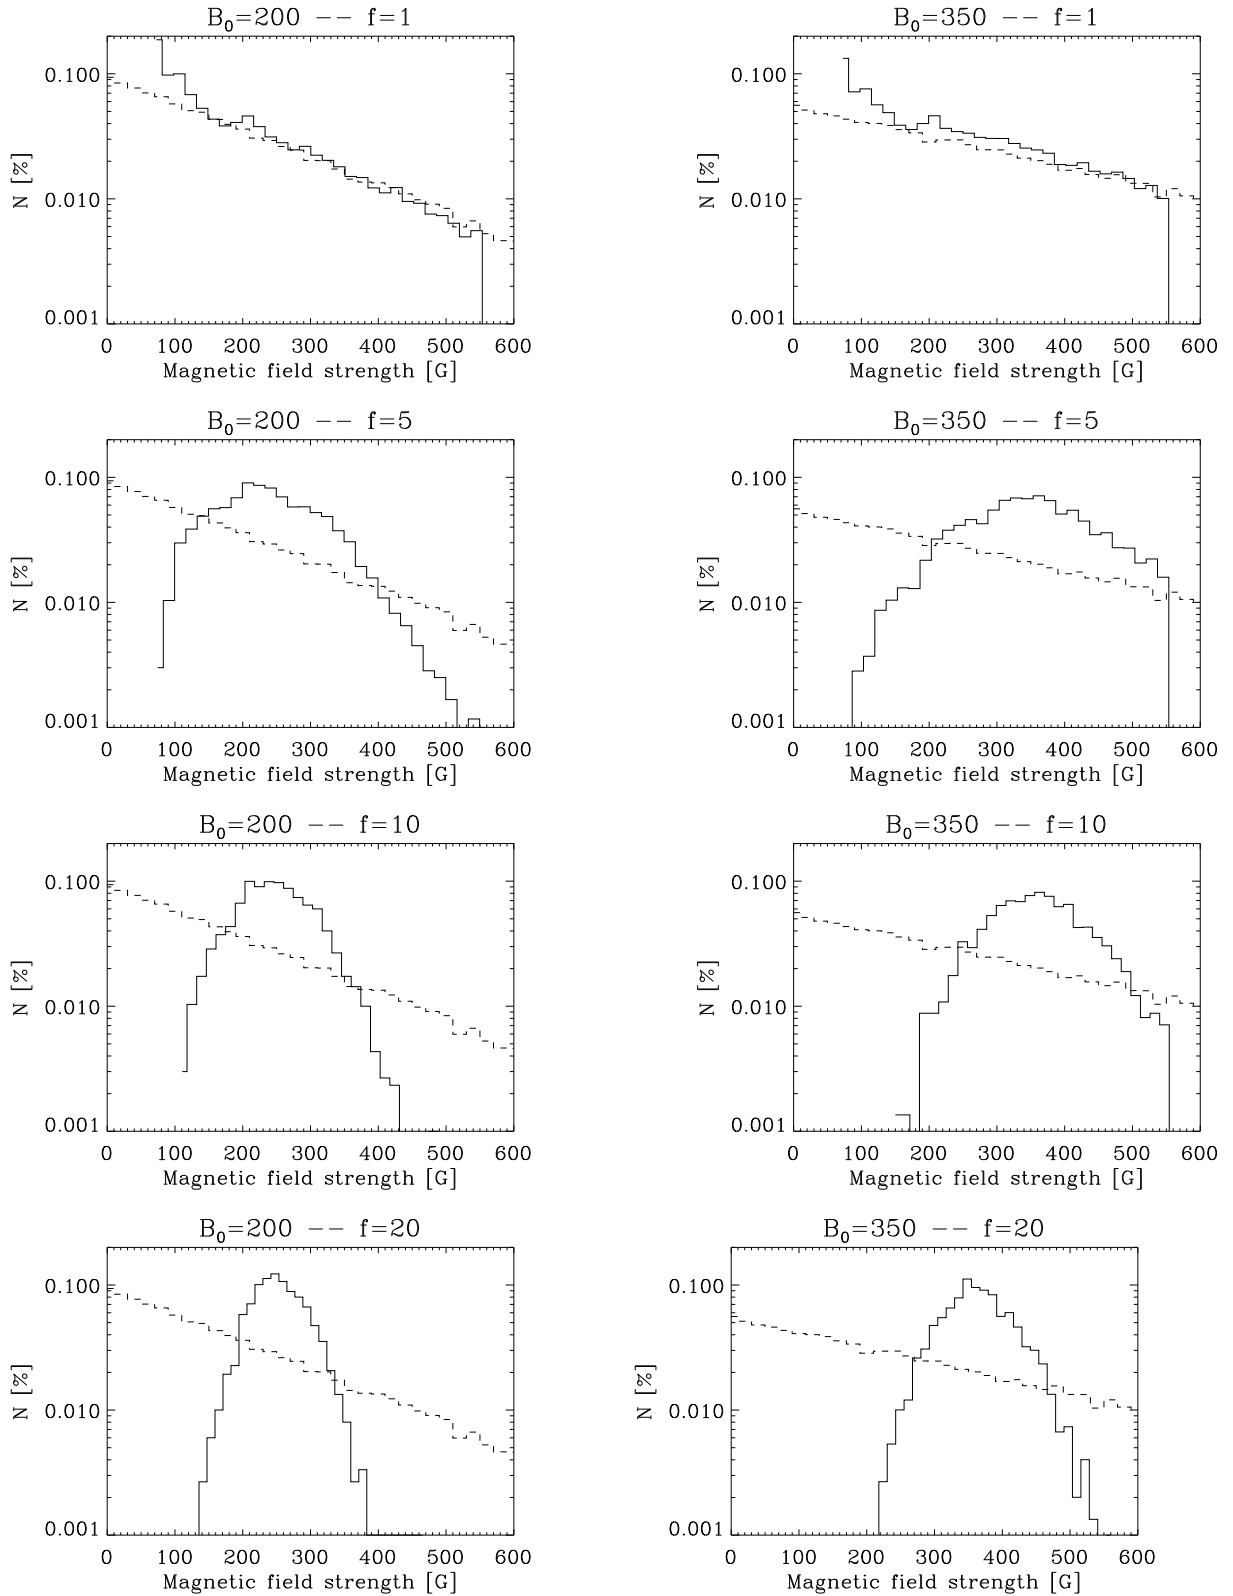 B₀=200 –– f=1
0.100
0.010
0.001
N [%]
0 100 200 300 400 500 600
Magnetic field strength [G]
B₀=350 –– f=1
0.100
0.010
0.001
N [%]
0 100 200 300 400 500 600
Magnetic field strength [G]
B₀=200 –– f=5
0.100
0.010
0.001
N [%]
0 100 200 300 400 500 600
Magnetic field strength [G]
B₀=350 –– f=5
0.100
0.010
0.001
N [%]
0 100 200 300 400 500 600
Magnetic field strength [G]
B₀=200 –– f=10
0.100
0.010
0.001
N [%]
0 100 200 300 400 500 600
Magnetic field strength [G]
B₀=350 –– f=10
0.100
0.010
0.001
N [%]
0 100 200 300 400 500 600
Magnetic field strength [G]
B₀=200 –– f=20
0.100
0.010
0.001
N [%]
0 100 200 300 400 500 600
Magnetic field strength [G]
B₀=350 –– f=20
0.100
0.010
0.001
N [%]
0 100 200 300 400 500 600
Magnetic field strength [G]